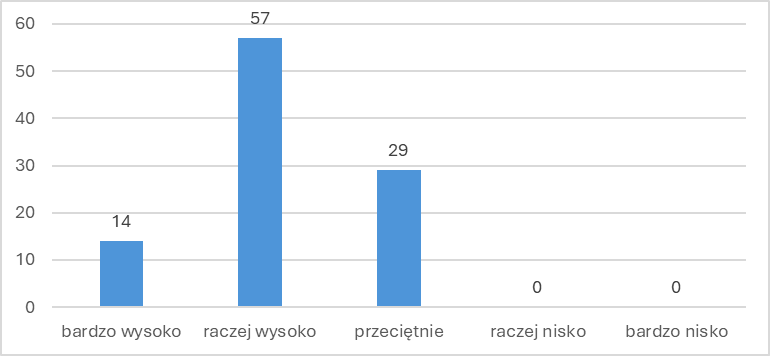 60
57
50
40
30
29
20
14
10
0
0
0
bardzo wysoko
raczej wysoko
przeciętnie
raczej nisko
bardzo nisko